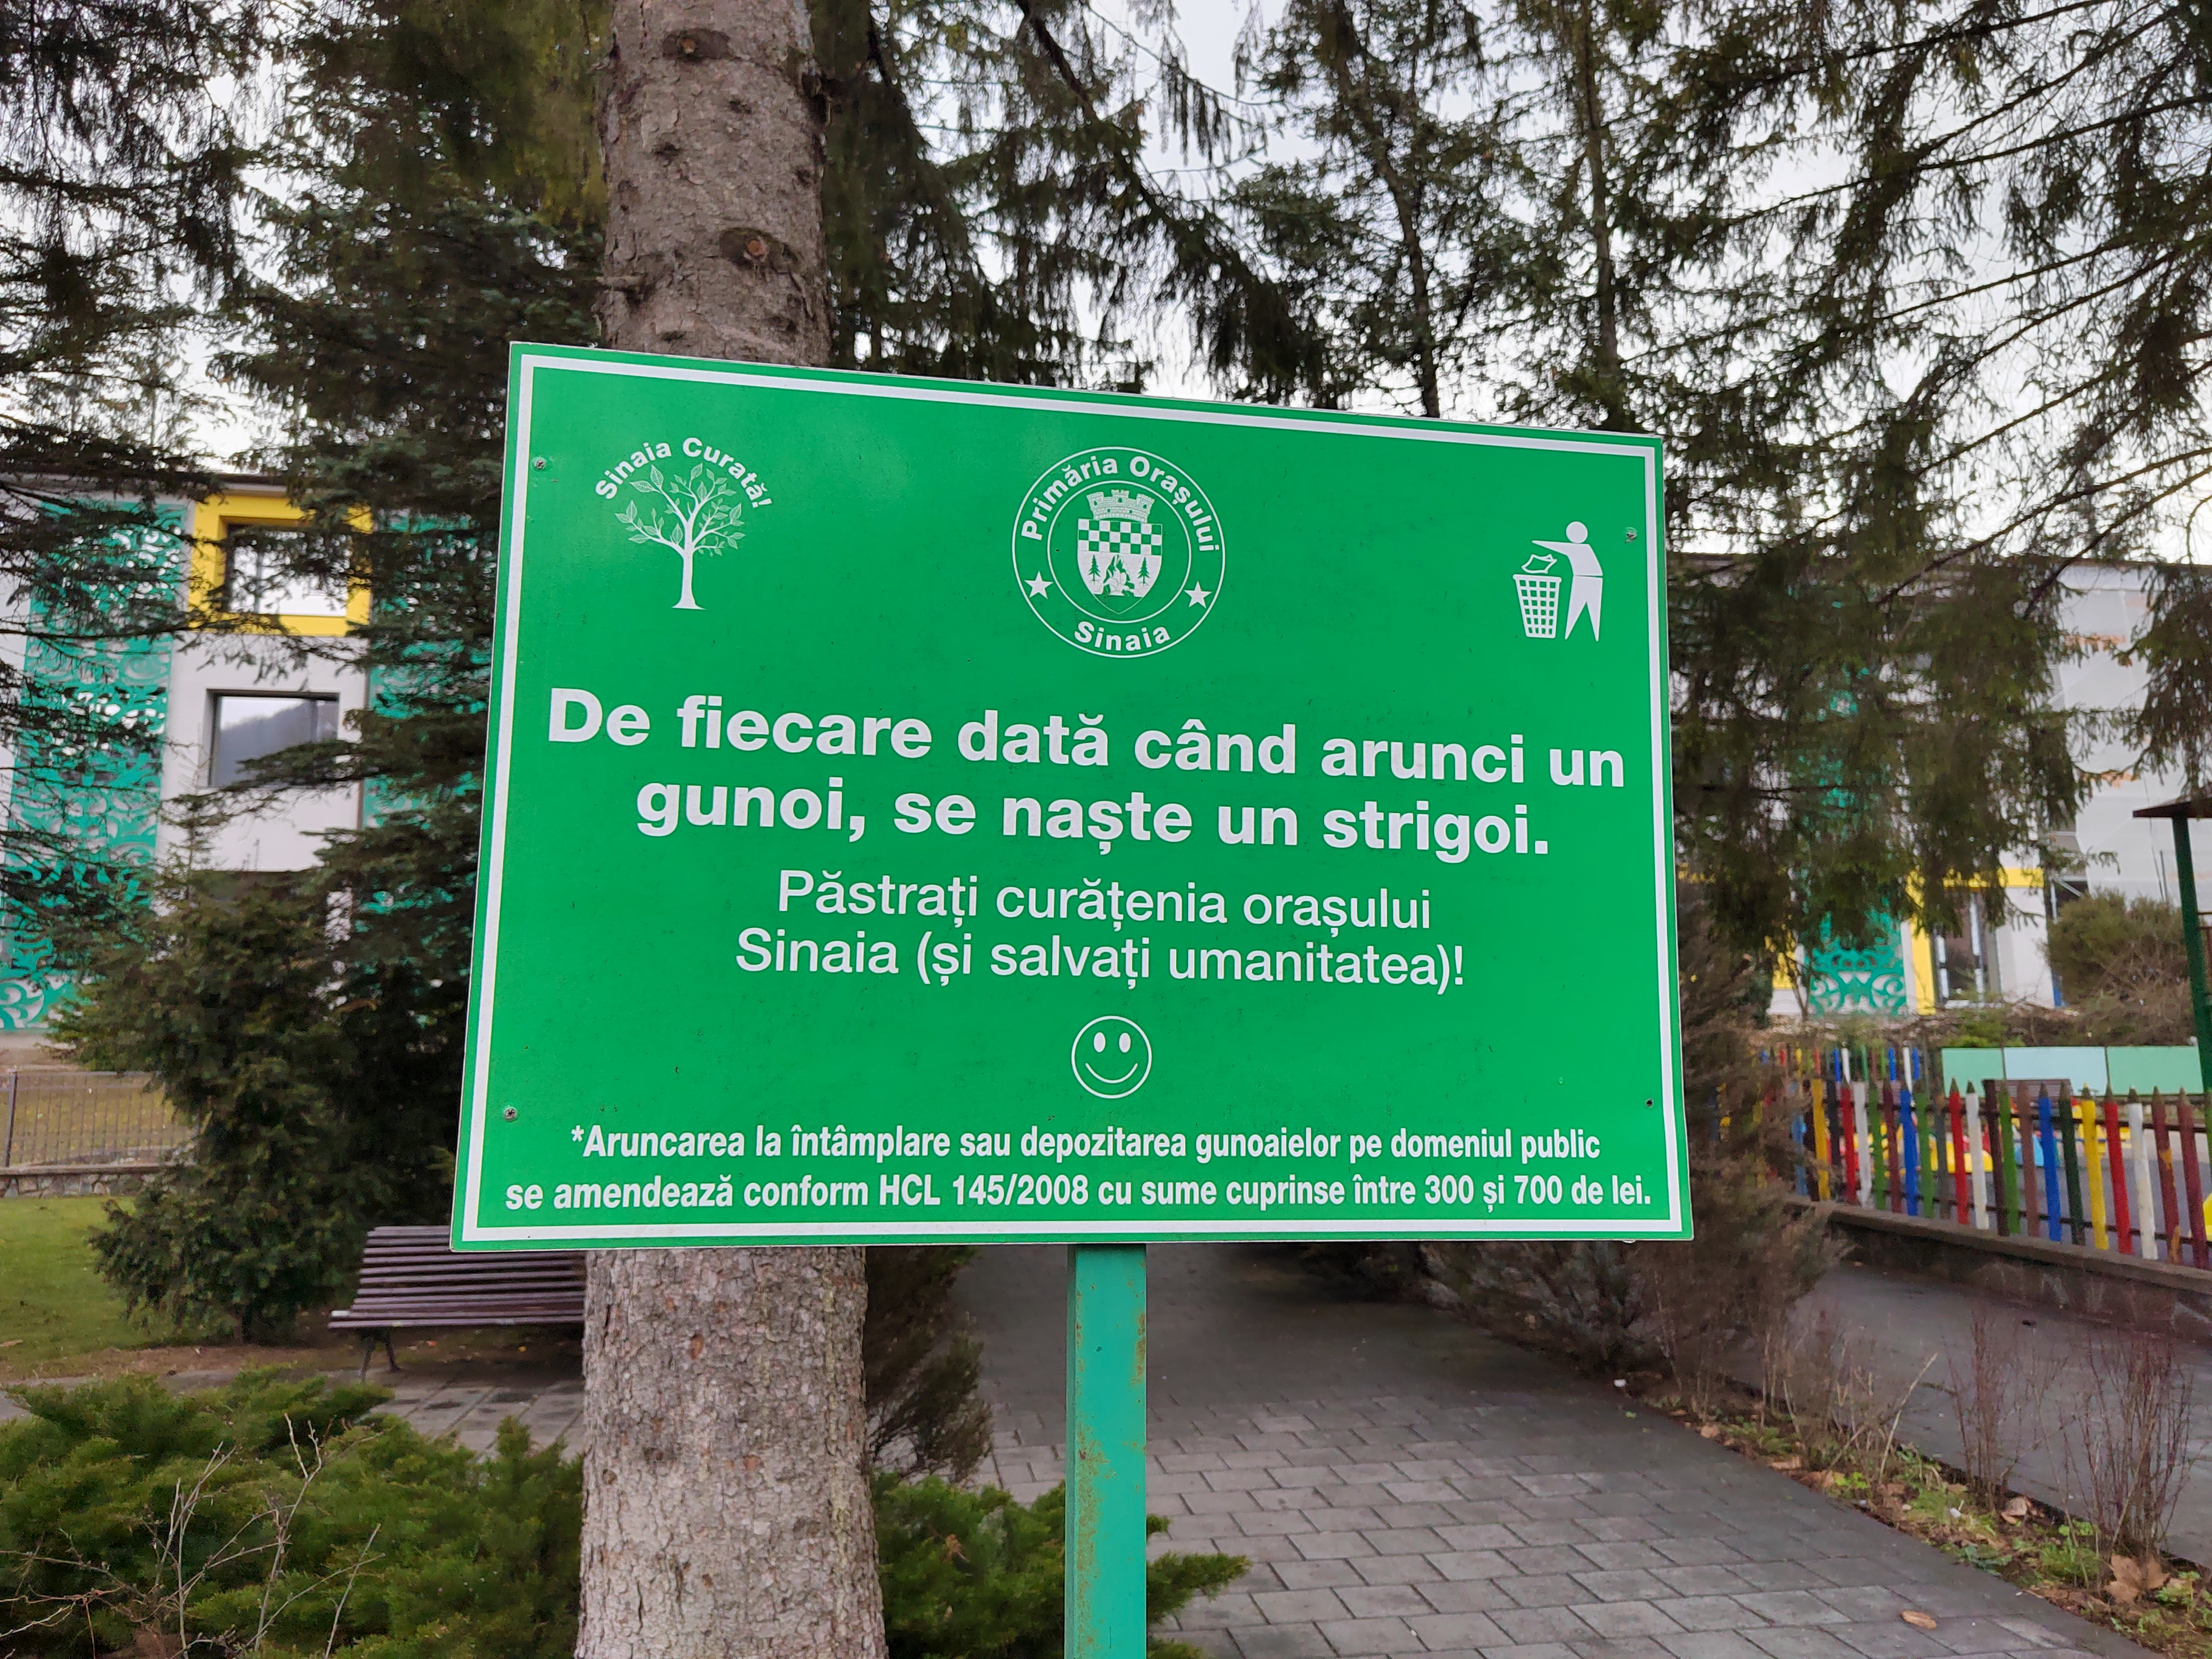 Sinaia Curată!
Primăria Orașului
Sinaia
De fiecare dată când arunci un
gunoi, se naște un strigoi.
Păstrați curățenia orașului
Sinaia (și salvați umanitatea)!
*Aruncarea la întâmplare sau depozitarea gunoaielor pe domeniul public
se amendează conform HCL 145/2008 cu sume cuprinse între 300 și 700 de lei.